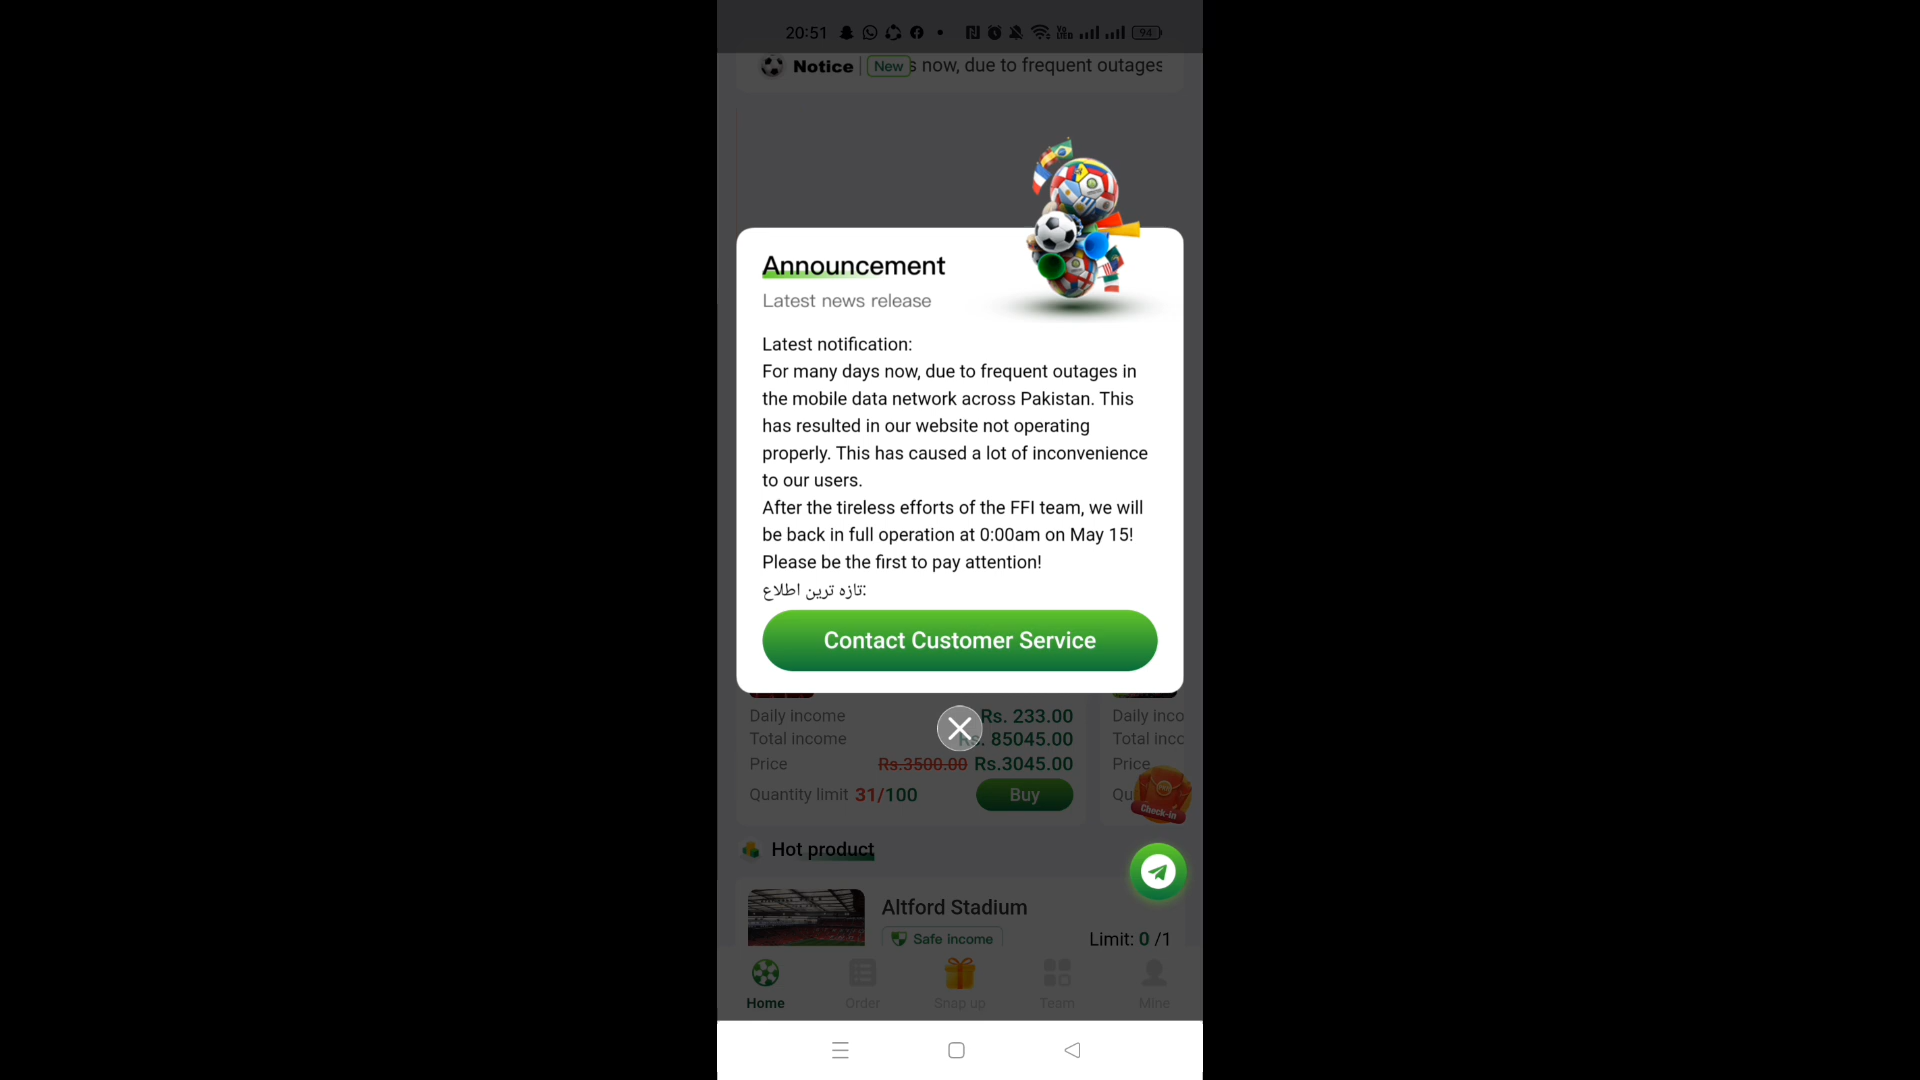 20:51
94
Notice New s now, due to frequent outages
Announcement
Latest news release
Latest notification:
For many days now, due to frequent outages in
the mobile data network across Pakistan. This
has resulted in our website not operating
properly. This has caused a lot of inconvenience
to our users.
After the tireless efforts of the FFI team, we will
be back in full operation at 0:00am on May 15!
Please be the first to pay attention!
تازہ ترین اطلاع:
Contact Customer Service
Daily income Rs. 233.00
Total income Rs. 85045.00
Price Rs.3500.00 Rs.3045.00
Quantity limit 31/100 Buy
Daily inco
Total inco
Price
Qu
Check-in
Hot product
Altford Stadium
Safe income Limit: 0 /1
Home Order Snap up Team Mine